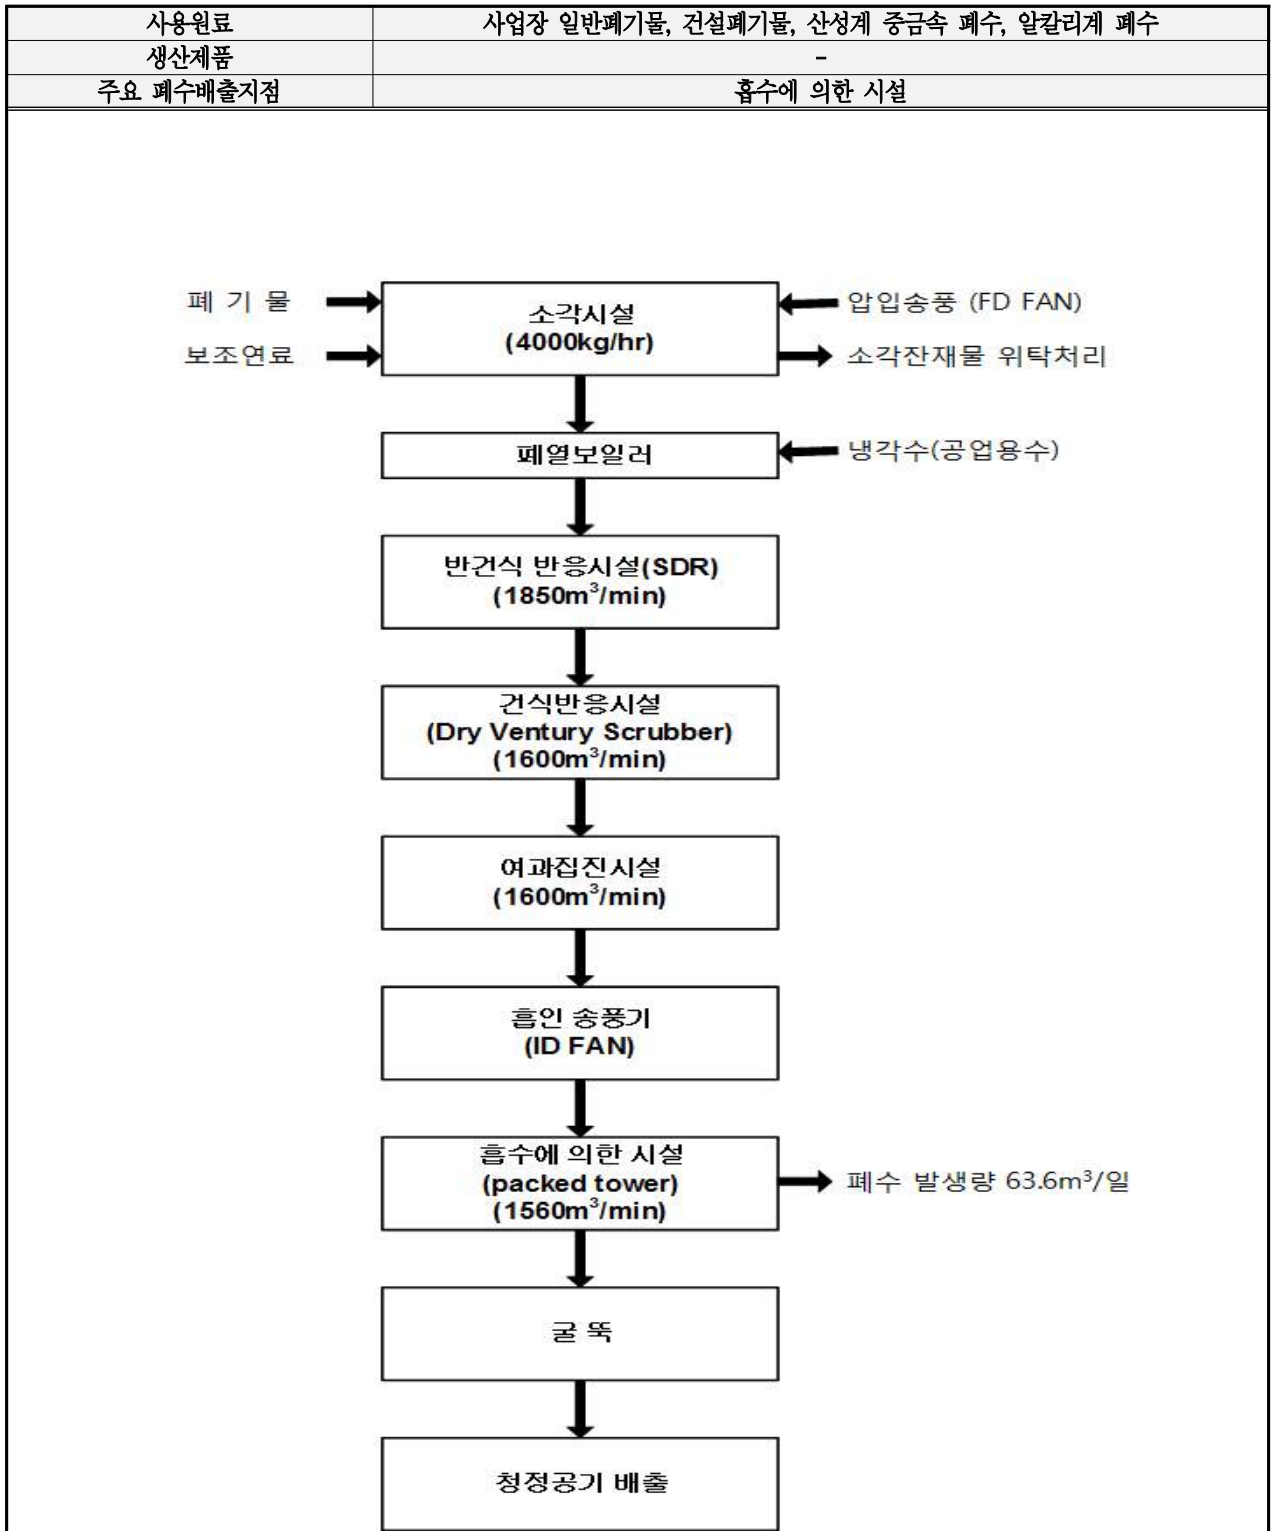 사용원료 사업장 일반폐기물, 건설폐기물, 산성계 중금속 폐수, 알칼리계 폐수
생산제품 -
주요 폐수배출지점 흡수에 의한 시설
폐 기 물
보조연료
소각시설
(4000kg/hr)
압입송풍 (FD FAN)
소각잔재물 위탁처리
폐열보일러
냉각수(공업용수)
반건식 반응시설(SDR)
(1850m³/min)
건식반응시설
(Dry Ventury Scrubber)
(1600m³/min)
여과집진시설
(1600m³/min)
흡인 송풍기
(ID FAN)
흡수에 의한 시설
(packed tower)
(1560m³/min)
폐수 발생량 63.6m³/일
굴 뚝
청정공기 배출